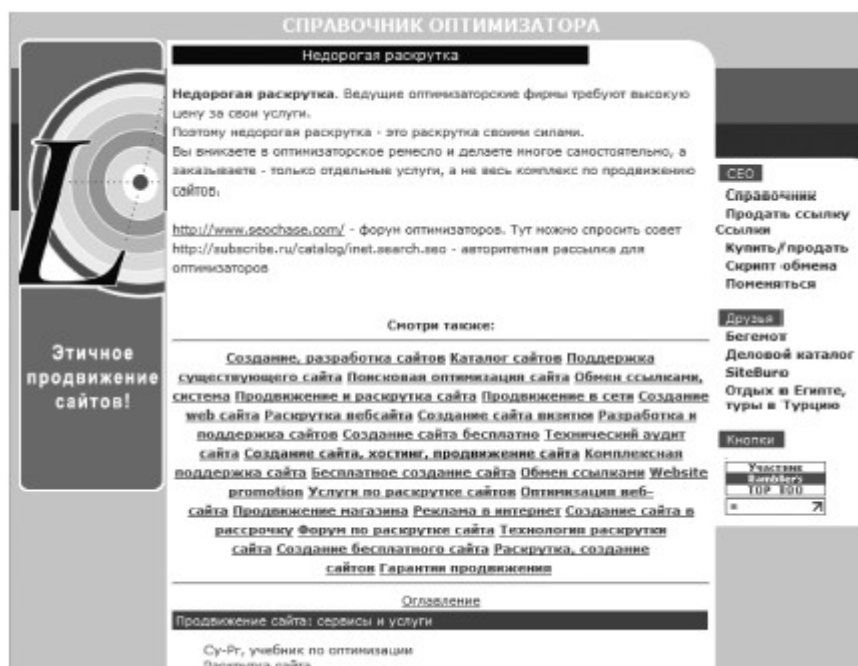 СПРАВОЧНИК ОПТИМИЗАТОРА
Недорогая раскрутка
Недорогая раскрутка. Ведущие оптимизаторские фирмы требуют высокую
цену за свои услуги.
Поэтому недорогая раскрутка - это раскрутка своими силами.
Вы вникаете в оптимизаторское ремесло и делаете многое самостоятельно, а
заказываете - только отдельные услуги, а не весь комплекс по продвижению
сайтов.
http://www.seochase.com/ - форум оптимизаторов. Тут можно спросить совет
http://subscribe.ru/catalog/inet.search.seo - авторитетная рассылка для
оптимизаторов
Смотри также:
Создание, разработка сайтов Каталог сайтов Поддержка
существующего сайта Поисковая оптимизация сайта Обмен ссылками,
система Продвижение и раскрутка сайта Продвижение в сети Создание
web сайта Раскрутка вебсайта Создание сайта визитки Разработка и
поддержка сайтов Создание сайта бесплатно Технический аудит
сайта Создание сайта, хостинг, продвижение сайта Комплексная
поддержка сайта Бесплатное создание сайта Обмен ссылками Website
promotion Услуги по раскрутке сайтов Оптимизация веб-
сайта Продвижение магазина Реклама в интернет Создание сайта в
рассрочку Форум по раскрутке сайта Технология раскрутки
сайта Создание бесплатного сайта Раскрутка, создание
сайтов Гарантии продвижения
Оглавление
Продвижение сайта: сервисы и услуги
Су-Pr, учебник по оптимизации
Раскрутка сайта
L
Этичное
продвижение
сайтов!
СЕО
Справочник
Продать ссылку
Ссылки
Купить/продать
Скрипт обмена
Поменяться
Друзья
Бегемот
Деловой каталог
SiteBuro
Отдых в Египте,
туры в Турцию
Кнопки
Участник
Rambler's
TOP 100